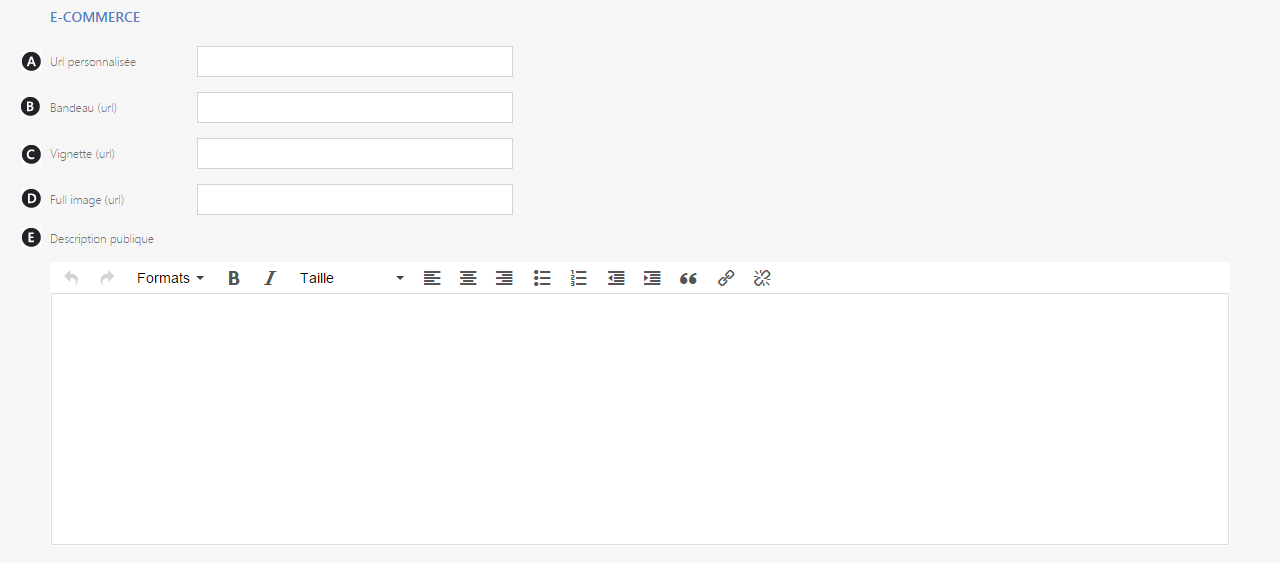 E-COMMERCE
A Url personnalisée
B Bandeau (url)
C Vignette (url)
D Full image (url)
E Description publique
Formats B I Taille